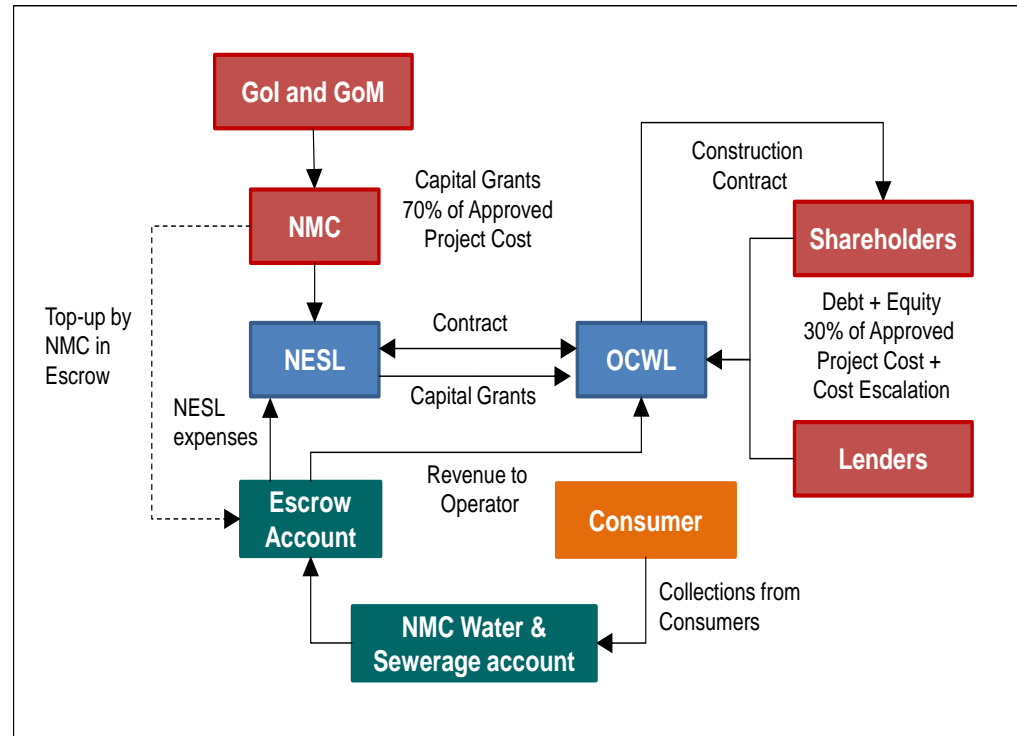 GoI and GoM
Construction
Contract
Capital Grants
70% of Approved
Project Cost
NMC
Shareholders
Top-up by
NMC in
Escrow
NESL
Contract
OCWL
Capital Grants
Debt + Equity
30% of Approved
Project Cost +
Cost Escalation
NESL
expenses
Lenders
Revenue to
Operator
Escrow
Account
Consumer
Collections from
Consumers
NMC Water &
Sewerage account